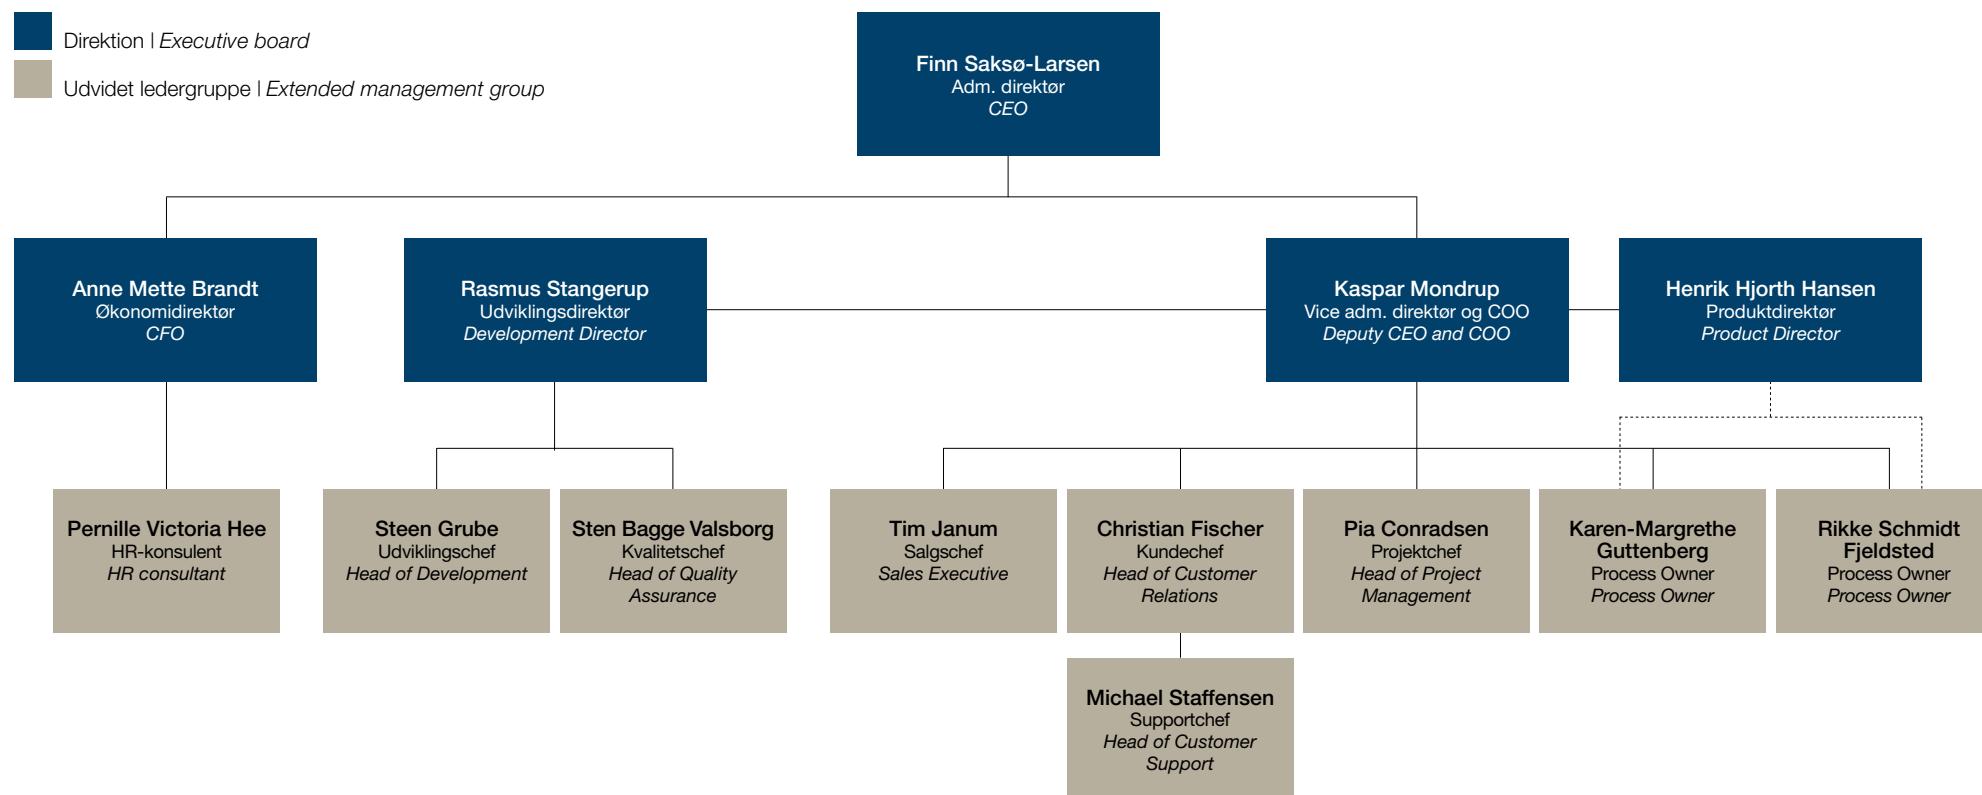 Direktion | Executive board
Udvidet ledergruppe | Extended management group
Finn Saksø-Larsen
Adm. direktør
CEO
Anne Mette Brandt
Økonomidirektør
CFO
Rasmus Stangerup
Udviklingsdirektør
Development Director
Kaspar Mondrup
Vice adm. direktør og COO
Deputy CEO and COO
Henrik Hjorth Hansen
Produktdirektør
Product Director
Pernille Victoria Hee
HR-konsulent
HR consultant
Steen Grube
Udviklingschef
Head of Development
Sten Bagge Valsborg
Kvalitetschef
Head of Quality
Assurance
Tim Janum
Salgschef
Sales Executive
Christian Fischer
Kundechef
Head of Customer
Relations
Pia Conradsen
Projektchef
Head of Project
Management
Karen-Margrethe
Guttenberg
Process Owner
Process Owner
Rikke Schmidt
Fjeldsted
Process Owner
Process Owner
Michael Staffensen
Supportchef
Head of Customer
Support